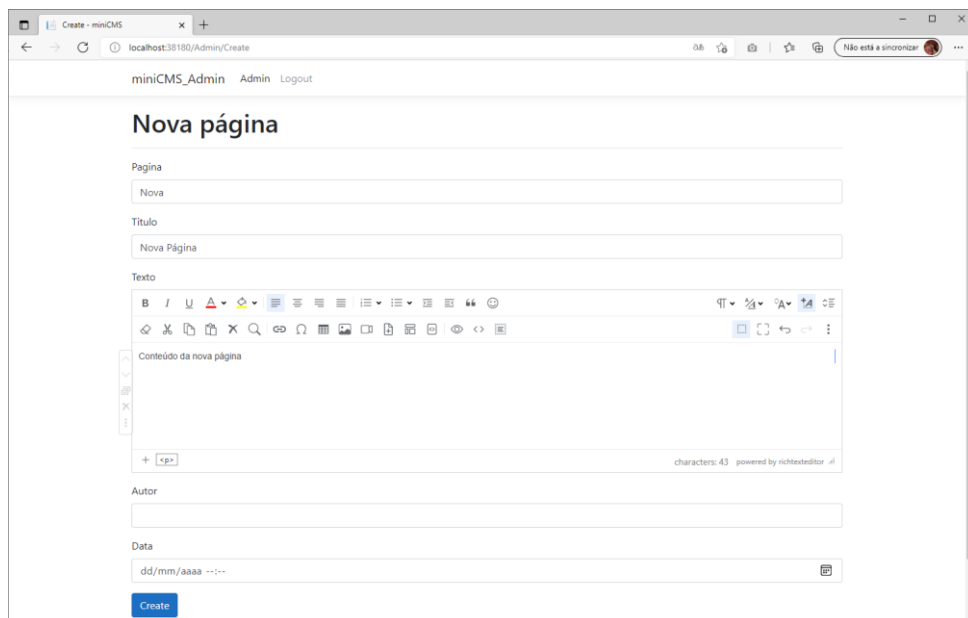 Create - miniCMS
localhost:38180/Admin/Create
Não está a sincronizar
miniCMS_Admin Admin Logout
Nova página
Pagina
Nova
Titulo
Nova Página
Texto
B I U A
Conteúdo da nova página
<p>
characters: 43 powered by richtexteditor
Autor
Data
dd/mm/aaaa --:--
Create